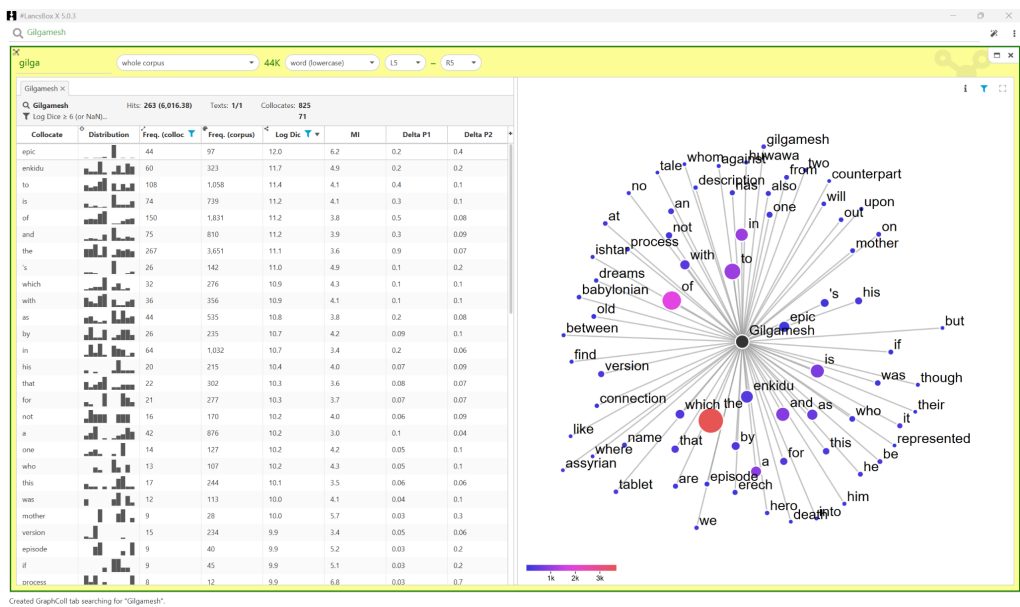 #LancsBox X 5.0.3
Gilgamesh
gilga whole corpus 44K word (lowercase) L5 – R5
Gilgamesh ×
Gilgamesh Hits: 263 (6,016.38) Texts: 1/1 Collocates: 825
Log Dice ≥ 6 (or NaN)... 71
Collocate Distribution Freq. (colloc Freq. (corpus) Log Dic MI Delta P1 Delta P2
epic 44 97 12.0 6.2 0.2 0.4
enkidu 60 323 11.7 4.9 0.2 0.2
to 108 1,058 11.4 4.1 0.4 0.1
is 74 739 11.2 4.1 0.3 0.1
of 150 1,831 11.2 3.8 0.5 0.08
and 75 810 11.2 3.9 0.3 0.09
the 267 3,651 11.1 3.6 0.9 0.07
's 26 142 11.0 4.9 0.1 0.2
which 32 276 10.9 4.3 0.1 0.1
with 36 356 10.9 4.1 0.1 0.1
as 44 535 10.8 3.8 0.2 0.08
by 26 235 10.7 4.2 0.09 0.1
in 64 1,032 10.7 3.4 0.2 0.06
his 20 215 10.4 4.0 0.07 0.09
that 22 302 10.3 3.6 0.08 0.07
for 21 277 10.3 3.7 0.07 0.07
not 16 170 10.2 4.0 0.06 0.09
a 42 876 10.2 3.0 0.1 0.04
one 14 127 10.2 4.2 0.05 0.1
who 13 107 10.2 4.3 0.05 0.1
this 17 244 10.1 3.5 0.06 0.06
was 12 113 10.0 4.1 0.04 0.1
mother 9 28 10.0 5.7 0.03 0.3
version 15 234 9.9 3.4 0.05 0.06
episode 9 40 9.9 5.2 0.03 0.2
if 9 45 9.9 5.1 0.03 0.2
process 8 12 9.9 6.8 0.03 0.7
gilgamesh
whom against huwawa
tale from two
description has also counterpart
no
an one will upon
at out
not in on
process mother
ishtar with to
dreams of
babylonian 's his
old
between epic but
Gilgamesh
find if
version is
enkidu was though
connection which the and as who their
like it
name that by this represented
where for be
assyrian a he
tablet are episode
erech him
we hero
death into
1k 2k 3k
Created GraphColl tab searching for "Gilgamesh".